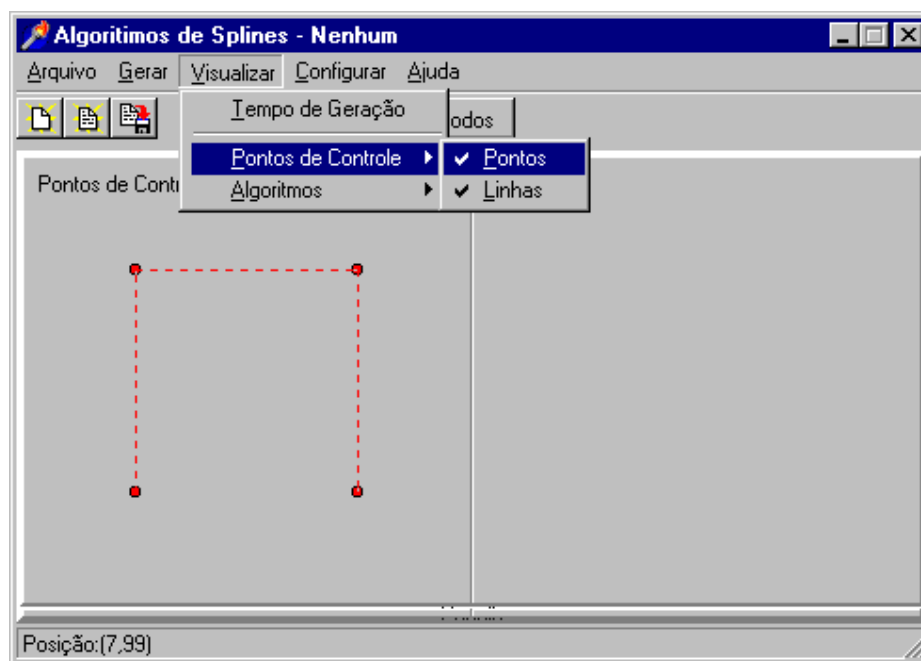 Algoritimos de Splines - Nenhum
Arquivo Gerar Visualizar Configurar Ajuda
Tempo de Geração
odos
Pontos de Controle Pontos
Pontos de Cont
Algoritmos Linhas
Posição:(7,99)